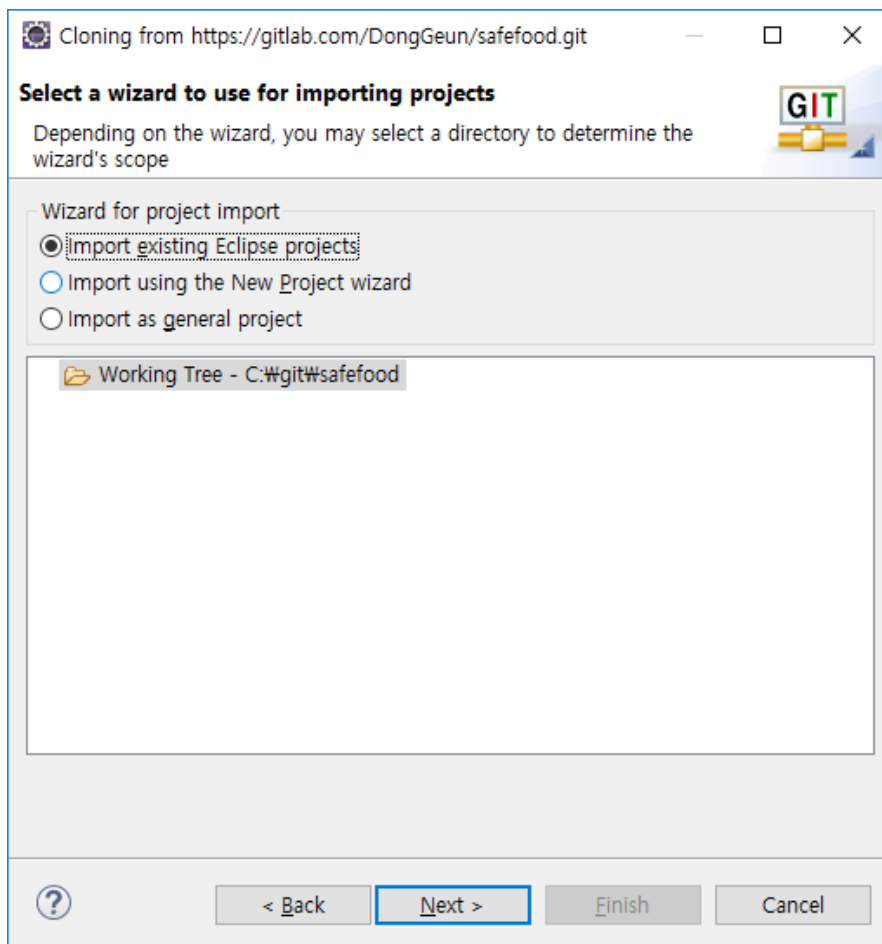 Cloning from https://gitlab.com/DongGeun/safefood.git
Select a wizard to use for importing projects
Depending on the wizard, you may select a directory to determine the
wizard's scope
GIT
Wizard for project import
Import existing Eclipse projects
Import using the New Project wizard
Import as general project
Working Tree - C:₩git₩safefood
?
< Back
Next >
Finish
Cancel